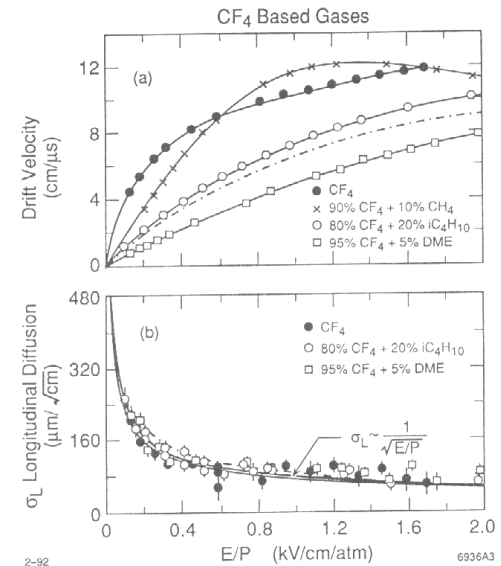 CF₄ Based Gases
Drift Velocity
(cm/μs)
12
8
4
0
(a)
CF₄
90% CF₄ + 10% CH₄
80% CF₄ + 20% iC₄H₁₀
95% CF₄ + 5% DME
σL Longitudinal Diffusion
(μm/ √cm)
480
320
160
0
(b)
CF₄
80% CF₄ + 20% iC₄H₁₀
95% CF₄ + 5% DME
σL ~ 1/√E/P
0 0.4 0.8 1.2 1.6 2.0
E/P (kV/cm/atm)
2-92
6936A3